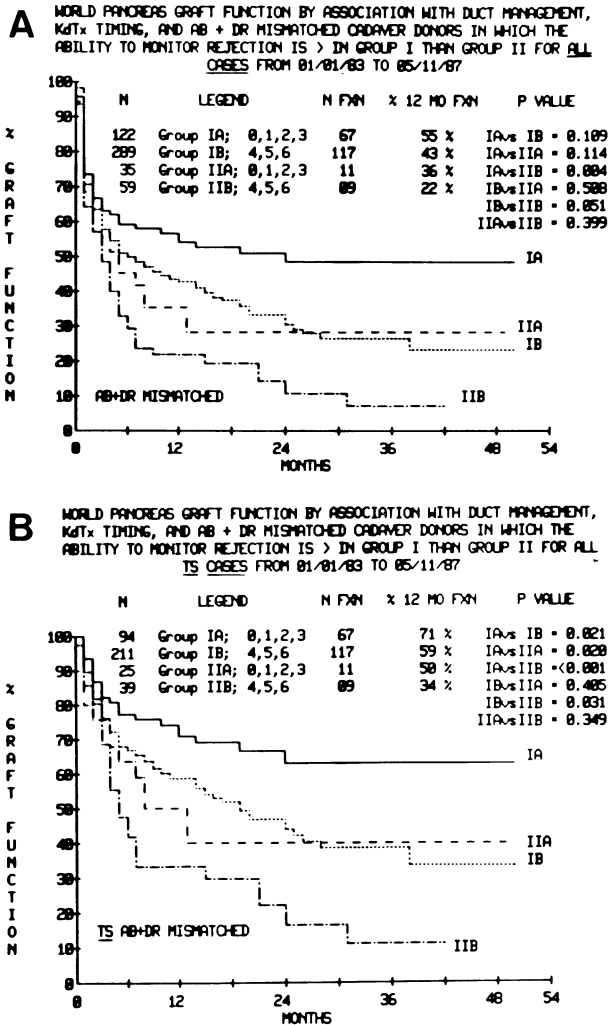 A
WORLD PANCREAS GRAFT FUNCTION BY ASSOCIATION WITH DUCT MANAGEMENT,
KdTx TIMING, AND AB + DR MISMATCHED CADAVER DONORS IN WHICH THE
ABILITY TO MONITOR REJECTION IS > IN GROUP I THAN GROUP II FOR ALL
CASES FROM 01/01/83 TO 05/11/87
N LEGEND N FXN % 12 MO FXN P VALUE
122 Group IA; 0,1,2,3 67 55 % IAvs IB = 0.109
289 Group IB; 4,5,6 117 43 % IAvsIIA = 0.114
35 Group IIA; 0,1,2,3 11 36 % IAvsIIB = 0.004
59 Group IIB; 4,5,6 09 22 % IBvsIIA = 0.508
IBvsIIB = 0.051
IIAvsIIB = 0.399
% GRAFT FUNCTION
100
90
80
70
60
50
40
30
20
10
0
IA
IIA
IB
IIB
AB+DR MISMATCHED
0 12 24 36 48 54
MONTHS
B
WORLD PANCREAS GRAFT FUNCTION BY ASSOCIATION WITH DUCT MANAGEMENT,
KdTx TIMING, AND AB + DR MISMATCHED CADAVER DONORS IN WHICH THE
ABILITY TO MONITOR REJECTION IS > IN GROUP I THAN GROUP II FOR ALL
TS CASES FROM 01/01/83 TO 05/11/87
N LEGEND N FXN % 12 MO FXN P VALUE
94 Group IA; 0,1,2,3 67 71 % IAvs IB = 0.021
211 Group IB; 4,5,6 117 59 % IAvsIIA = 0.020
25 Group IIA; 0,1,2,3 11 50 % IAvsIIB =<0.001
39 Group IIB; 4,5,6 09 34 % IBvsIIA = 0.405
IBvsIIB = 0.031
IIAvsIIB = 0.349
% GRAFT FUNCTION
100
90
80
70
60
50
40
30
20
10
0
IA
IIA
IB
IIB
TS AB+DR MISMATCHED
0 12 24 36 48 54
MONTHS